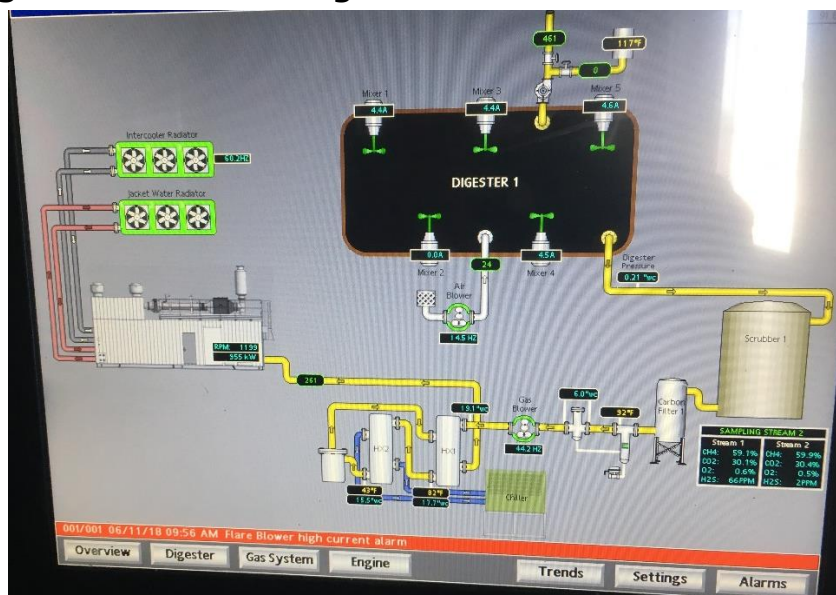 461
117°F
0
Mixer 1
Mixer 3
Mixer 5
4.4A
4.4A
4.6A
Intercooler Radiator
60.2HZ
DIGESTER 1
Jacket Water Radiator
0.0A
4.5A
Mixer 2
24
Mixer 4
Digester
Pressure
0.21 "wc
Air
Blower
14.5 HZ
Scrubber 1
RPM: 1199
955 kW
261
19.1"wc
Gas
Blower
6.0"wc
92°F
Carbon
Filter 1
44.2 HZ
HX2
HX1
43°F
15.5"wc
82°F
17.7"wc
Chiller
SAMPLING STREAM 2
Stream 1 Stream 2
CH4: 59.1% CH4: 59.9%
CO2: 30.1% CO2: 30.4%
O2: 0.6% O2: 0.5%
H2S: 66PPM H2S: 2PPM
001/001 06/11/18 09:56 AM Flare Blower high current alarm
Overview Digester Gas System Engine Trends Settings Alarms